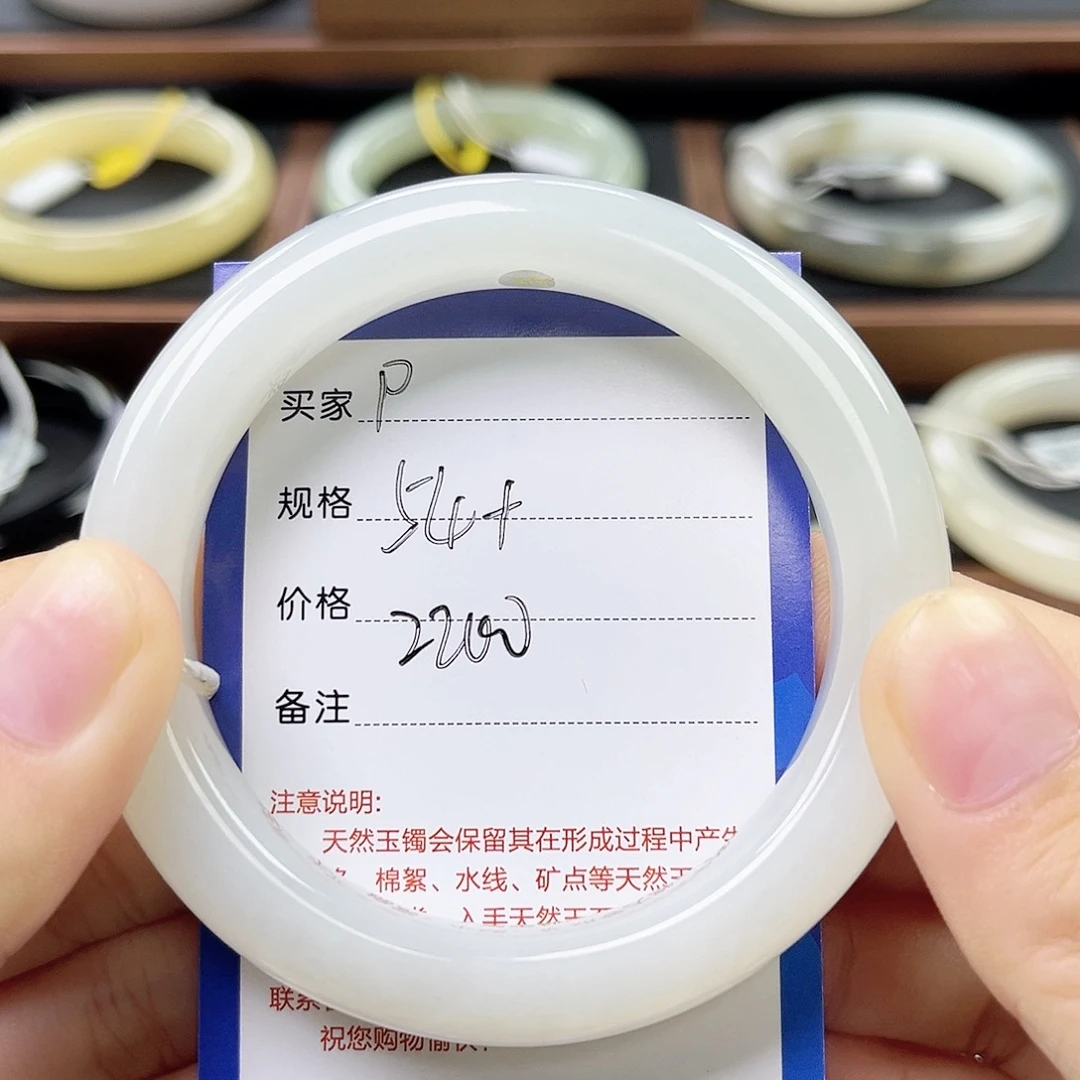 买家 P
规格 54+
价格 2200
备注
注意说明:
天然玉镯会保留其在形成过程中产
棉絮、水线、矿点等天然
入手天然玉
联系
祝您购物愉快!